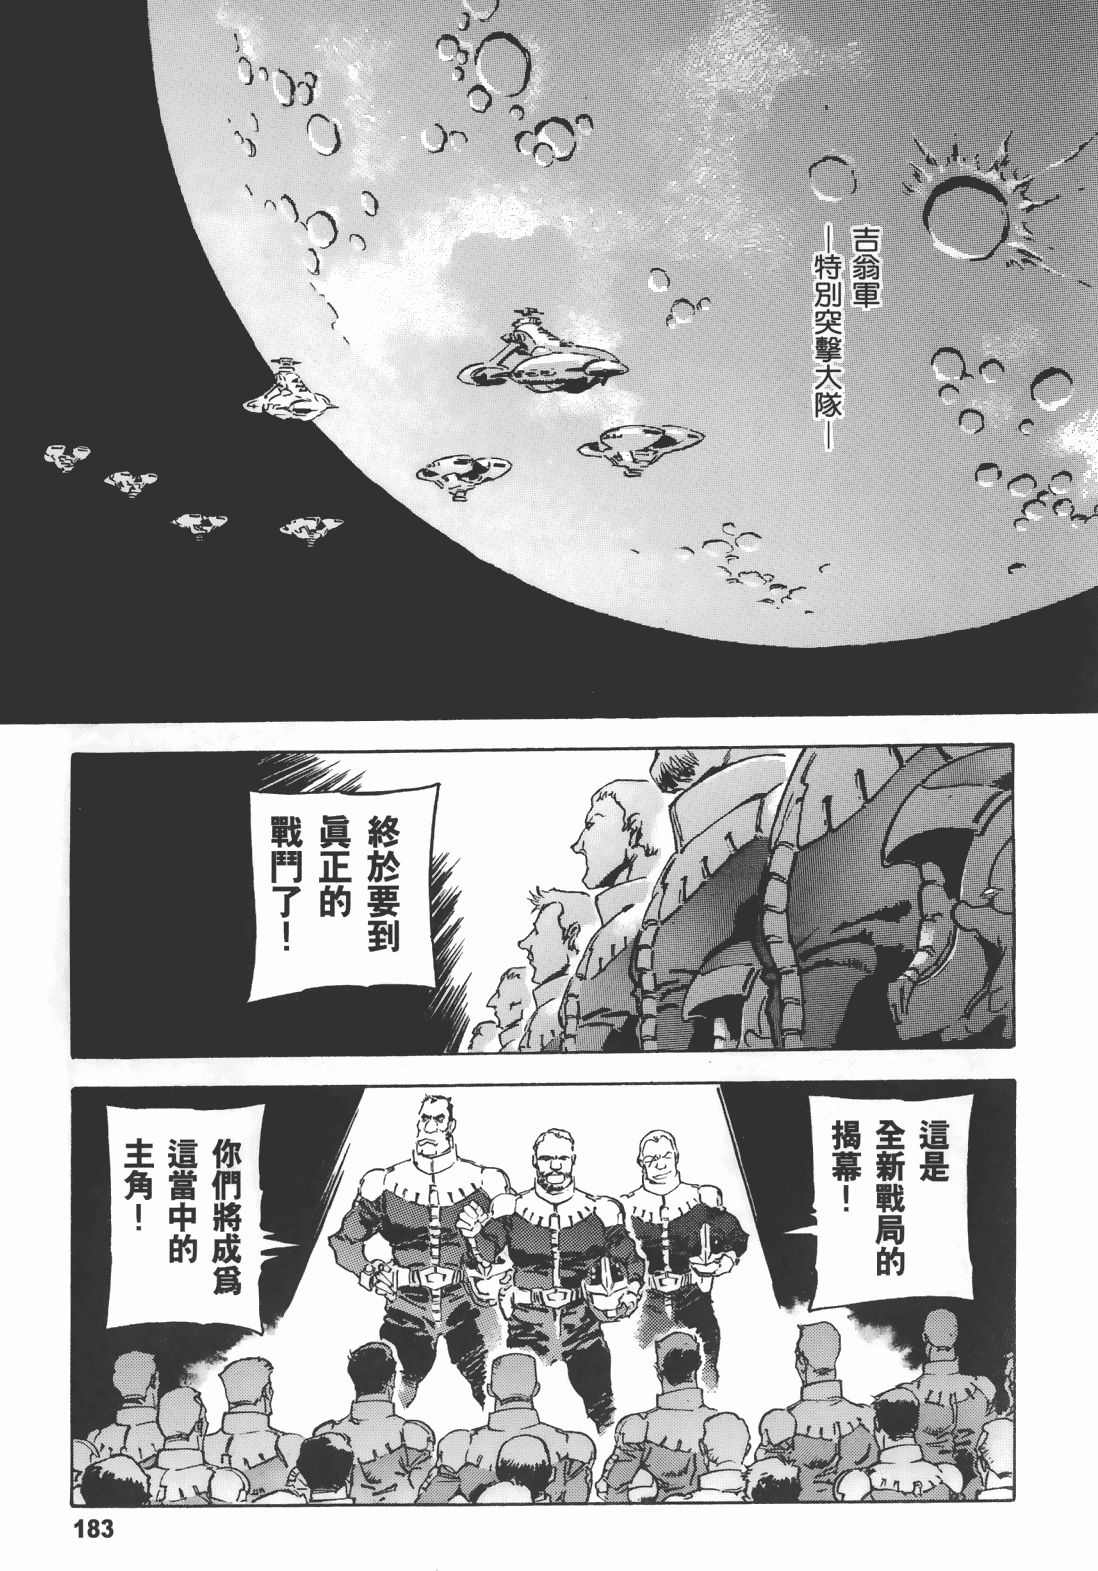 吉翁軍
—特別突擊大隊—
終於要到
眞正的
戰鬥了！
這是
全新戰局的
揭幕！
你們將成爲
這當中的
主角！
183